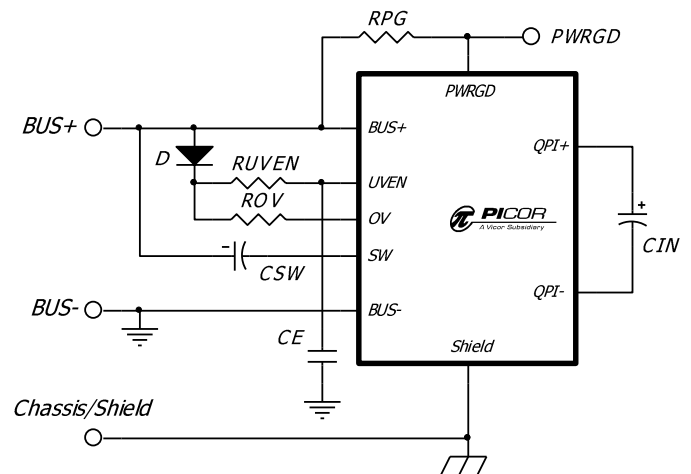 RPG
PWRGD
PWRGD
BUS+
BUS+
QPI+
D
RUVEN
UVEN
ROV
OV
PICOR
A Vicor Subsidiary
+
-
CSW
SW
CIN
BUS-
BUS-
QPI-
CE
Shield
Chassis/Shield